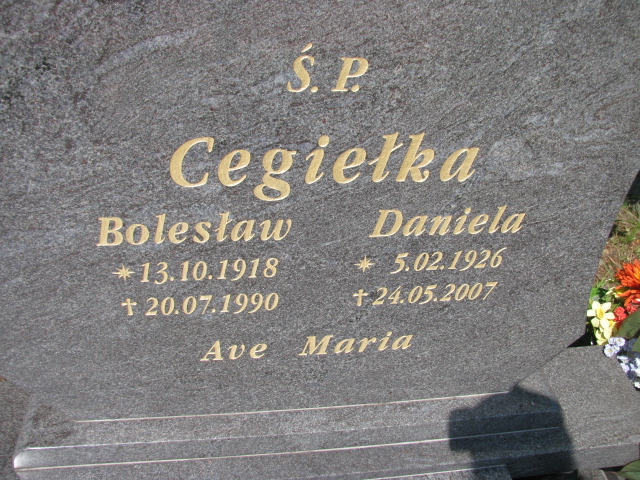 Ś. P.
Cegiełka
Bolesław
* 13.10.1918
† 20.07.1990
Daniela
* 5.02.1926
† 24.05.2007
Ave Maria